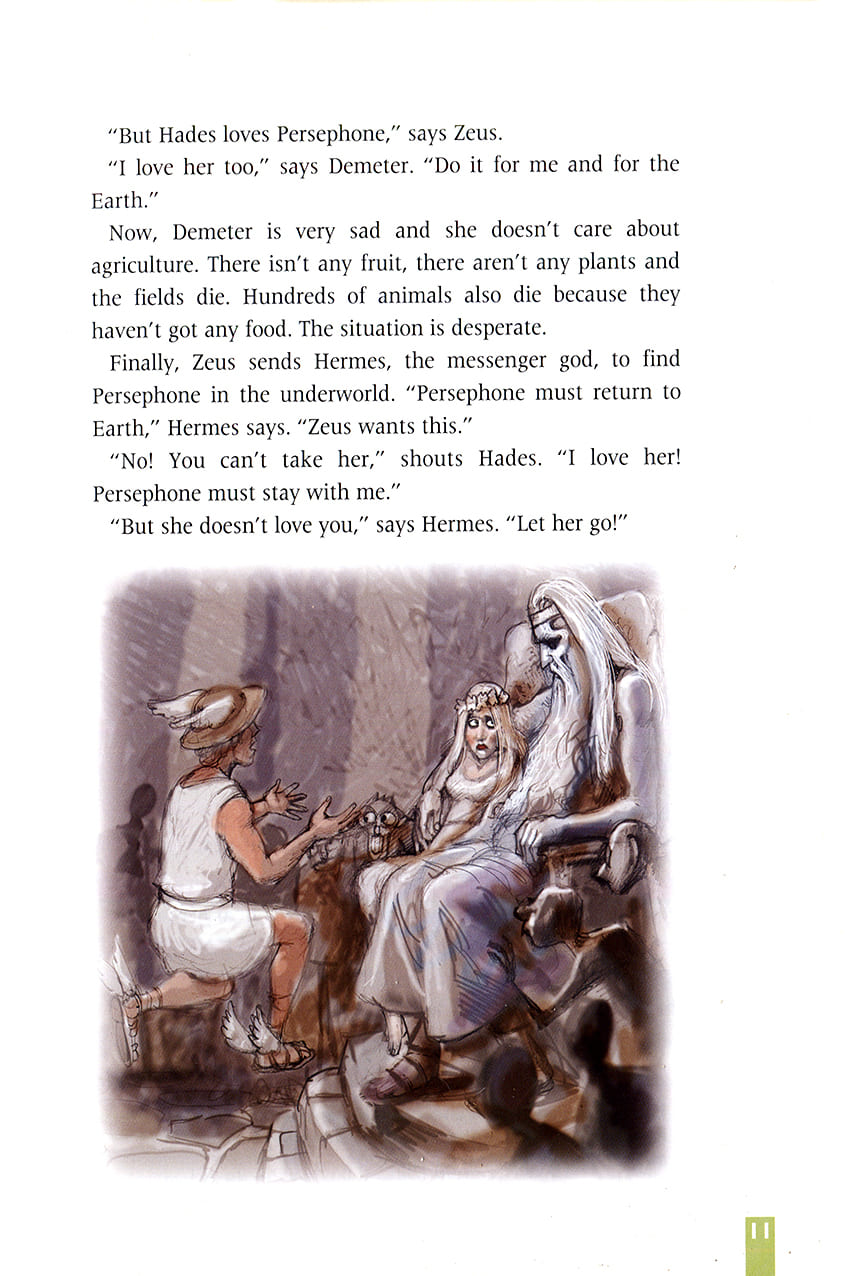 “But Hades loves Persephone,” says Zeus.
“I love her too,” says Demeter. “Do it for me and for the
Earth.”
Now, Demeter is very sad and she doesn’t care about
agriculture. There isn’t any fruit, there aren’t any plants and
the fields die. Hundreds of animals also die because they
haven’t got any food. The situation is desperate.
Finally, Zeus sends Hermes, the messenger god, to find
Persephone in the underworld. “Persephone must return to
Earth,” Hermes says. “Zeus wants this.”
“No! You can’t take her,” shouts Hades. “I love her!
Persephone must stay with me.”
“But she doesn’t love you,” says Hermes. “Let her go!”
11